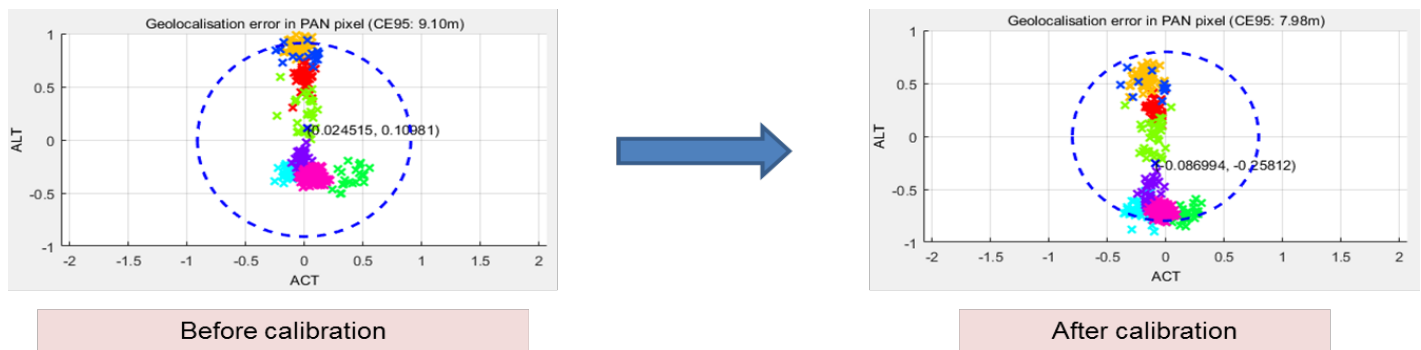 Geolocalisation error in PAN pixel (CE95: 9.10m)
1
0.5
0
-0.5
-1
ALT
(0.024515, 0.10981)
-2 -1.5 -1 -0.5 0 0.5 1 1.5 2
ACT
Before calibration
Geolocalisation error in PAN pixel (CE95: 7.98m)
1
0.5
0
-0.5
-1
ALT
(-0.086994, -0.25812)
-2 -1.5 -1 -0.5 0 0.5 1 1.5 2
ACT
After calibration